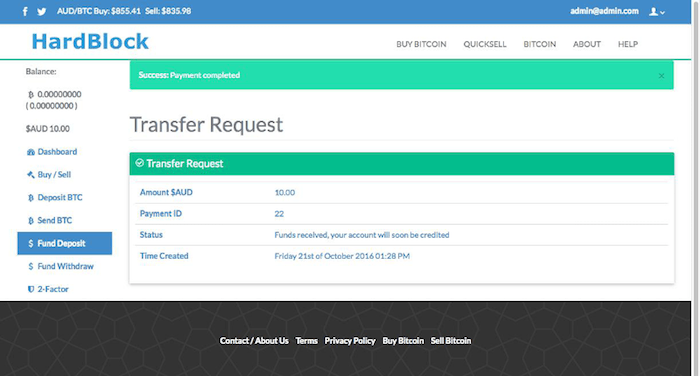 AUD/BTC Buy: $855.41 Sell: $835.98
admin@admin.com
HardBlock
BUY BITCOIN QUICKSELL BITCOIN ABOUT HELP
Balance:
0.00000000
( 0.00000000 )
$AUD 10.00
Dashboard
Buy / Sell
Deposit BTC
Send BTC
$ Fund Deposit
$ Fund Withdraw
2-Factor
Success: Payment completed ×
Transfer Request
Transfer Request
Amount $AUD 10.00
Payment ID 22
Status Funds received, your account will soon be credited
Time Created Friday 21st of October 2016 01:28 PM
Contact / About Us Terms Privacy Policy Buy Bitcoin Sell Bitcoin